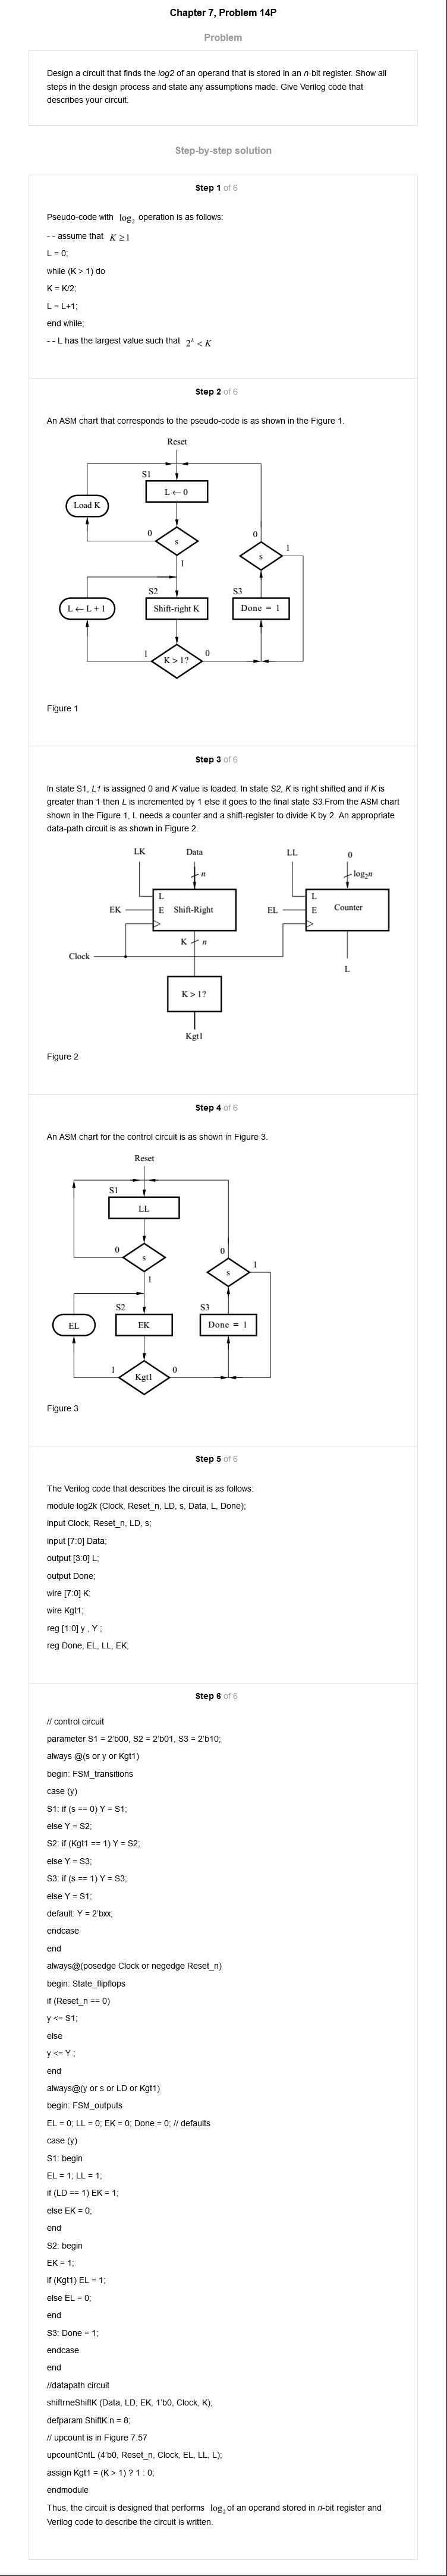 Chapter 7, Problem 14P
Problem
Design a circuit that finds the log2 of an operand that is stored in an n-bit register. Show all
steps in the design process and state any assumptions made. Give Verilog code that
describes your circuit.
Step-by-step solution
Step 1 of 6
Pseudo-code with log₂ operation is as follows:
- - assume that K ≥ 1
L = 0;
while (K > 1) do
K = K/2;
L = L+1;
end while;
- - L has the largest value such that 2^L < K
Step 2 of 6
An ASM chart that corresponds to the pseudo-code is as shown in the Figure 1.
Reset
S1
L ← 0
Load K
0
s
1
0
s
1
S2
S3
L ← L + 1
Shift-right K
Done = 1
1
K > 1?
0
Figure 1
Step 3 of 6
In state S1, L1 is assigned 0 and K value is loaded. In state S2, K is right shifted and if K is
greater than 1 then L is incremented by 1 else it goes to the final state S3.From the ASM chart
shown in the Figure 1, L needs a counter and a shift-register to divide K by 2. An appropriate
data-path circuit is as shown in Figure 2.
LK
Data
LL
0
n
log₂n
L
EK
E
Shift-Right
L
EL
E
Counter
K
n
Clock
L
K > 1?
Kgt1
Figure 2
Step 4 of 6
An ASM chart for the control circuit is as shown in Figure 3.
Reset
S1
LL
0
s
1
0
s
1
S2
S3
EL
EK
Done = 1
1
Kgt1
0
Figure 3
Step 5 of 6
The Verilog code that describes the circuit is as follows:
module log2k (Clock, Reset_n, LD, s, Data, L, Done);
input Clock, Reset_n, LD, s;
input [7:0] Data;
output [3:0] L;
output Done;
wire [7:0] K;
wire Kgt1;
reg [1:0] y , Y ;
reg Done, EL, LL, EK;
Step 6 of 6
// control circuit
parameter S1 = 2'b00, S2 = 2'b01, S3 = 2'b10;
always @(s or y or Kgt1)
begin: FSM_transitions
case (y)
S1: if (s == 0) Y = S1;
else Y = S2;
S2: if (Kgt1 == 1) Y = S2;
else Y = S3;
S3: if (s == 1) Y = S3;
else Y = S1;
default: Y = 2'bxx;
endcase
end
always@(posedge Clock or negedge Reset_n)
begin: State_flipflops
if (Reset_n == 0)
y <= S1;
else
y <= Y ;
end
always@(y or s or LD or Kgt1)
begin: FSM_outputs
EL = 0; LL = 0; EK = 0; Done = 0; // defaults
case (y)
S1: begin
EL = 1; LL = 1;
if (LD == 1) EK = 1;
else EK = 0;
end
S2: begin
EK = 1;
if (Kgt1) EL = 1;
else EL = 0;
end
S3: Done = 1;
endcase
end
//datapath circuit
shiftrneShiftK (Data, LD, EK, 1'b0, Clock, K);
defparam ShiftK.n = 8;
// upcount is in Figure 7.57
upcountCntL (4'b0, Reset_n, Clock, EL, LL, L);
assign Kgt1 = (K > 1) ? 1 : 0;
endmodule
Thus, the circuit is designed that performs log₂ of an operand stored in n-bit register and
Verilog code to describe the circuit is written.